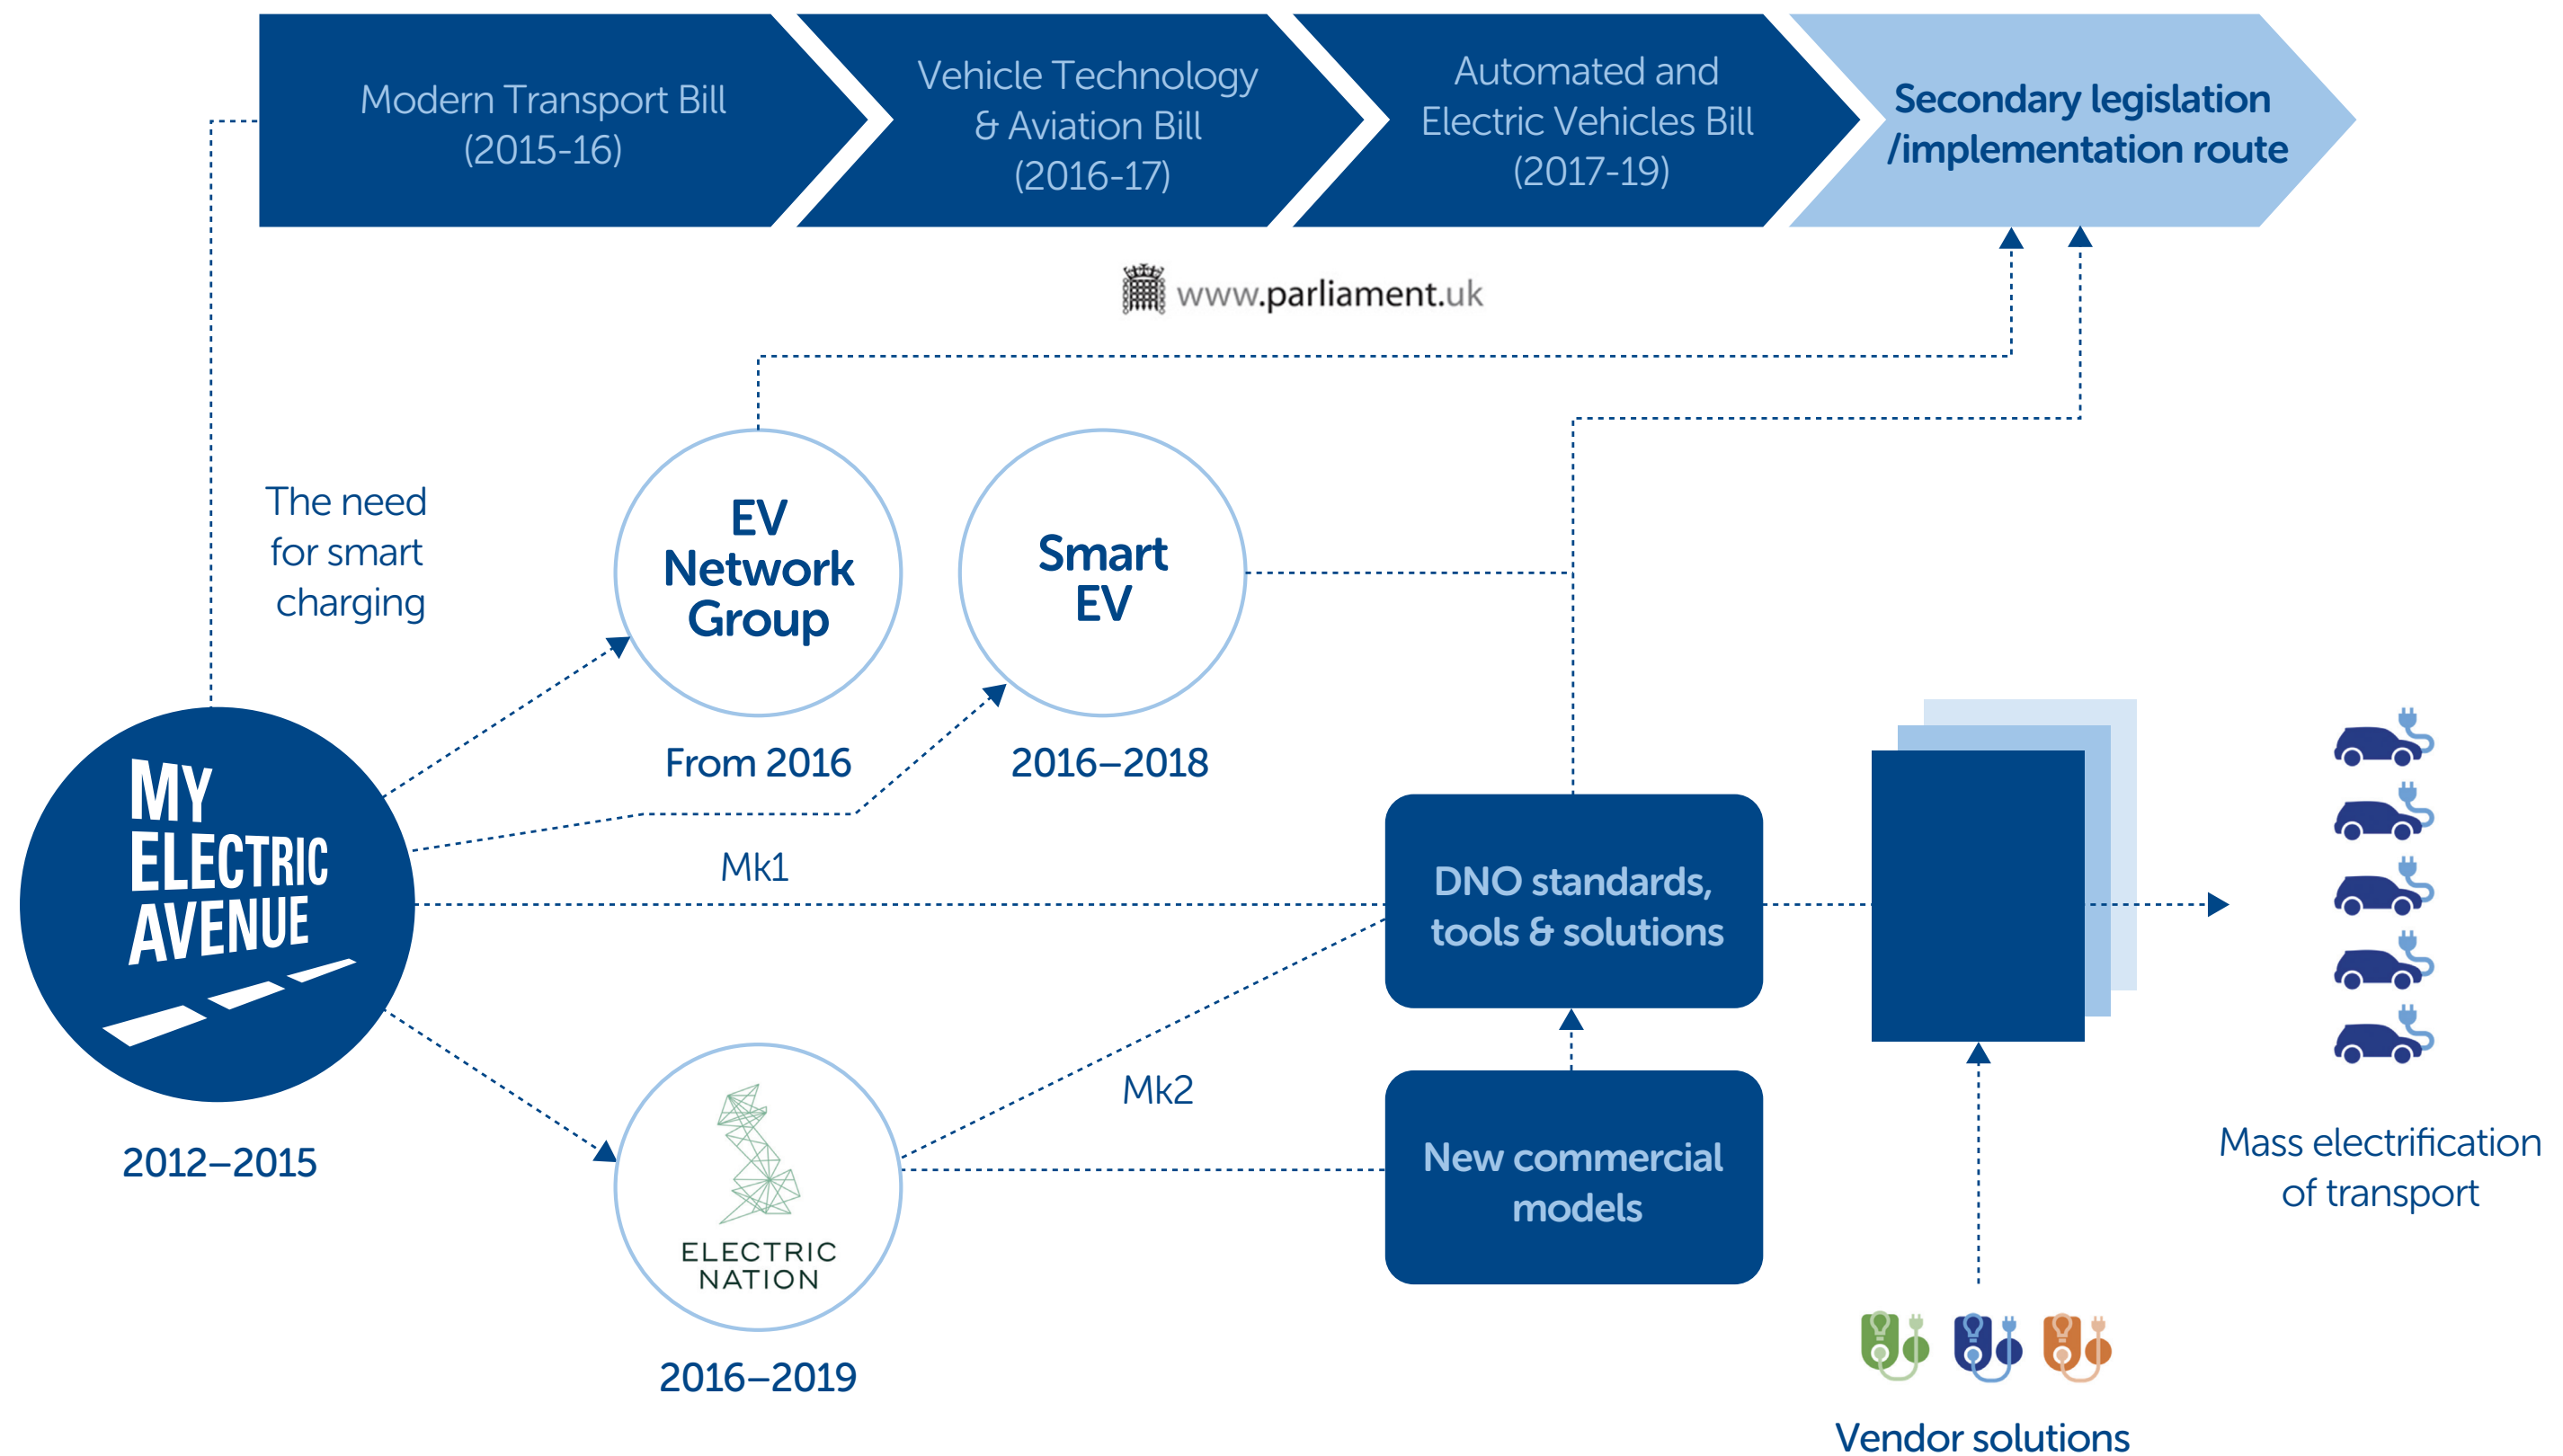 Modern Transport Bill
(2015-16)
Vehicle Technology
& Aviation Bill
(2016-17)
Automated and
Electric Vehicles Bill
(2017-19)
Secondary legislation
/implementation route
www.parliament.uk
The need
for smart
charging
EV
Network
Group
From 2016
Smart
EV
2016–2018
MY
ELECTRIC
AVENUE
2012–2015
Mk1
DNO standards,
tools & solutions
Mk2
New commercial
models
ELECTRIC
NATION
2016–2019
Mass electrification
of transport
Vendor solutions